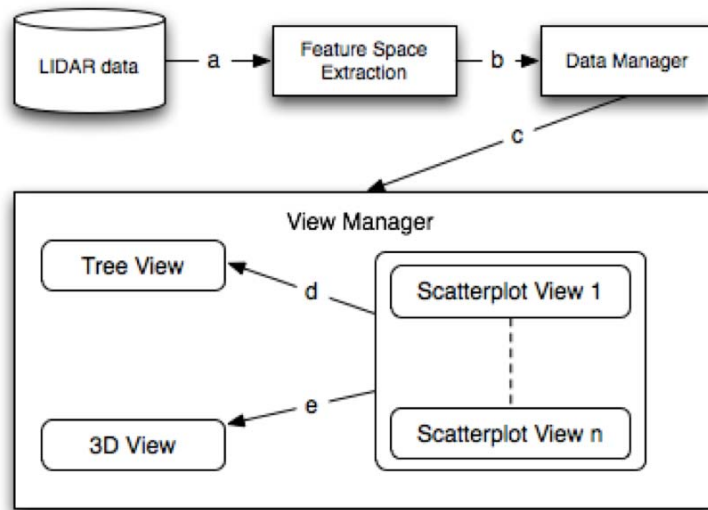 LIDAR data
a
Feature Space
Extraction
b
Data Manager
c
View Manager
Tree View
d
Scatterplot View 1
e
3D View
Scatterplot View n